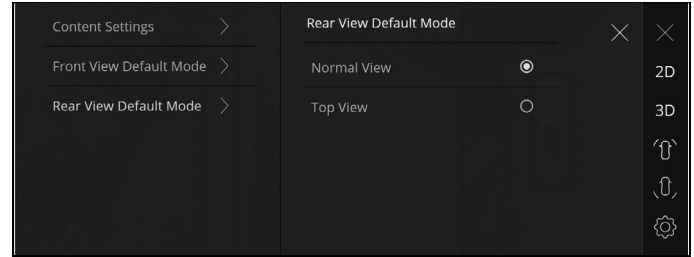 Content Settings
Front View Default Mode
Rear View Default Mode
Rear View Default Mode
Normal View
Top View
2D
3D